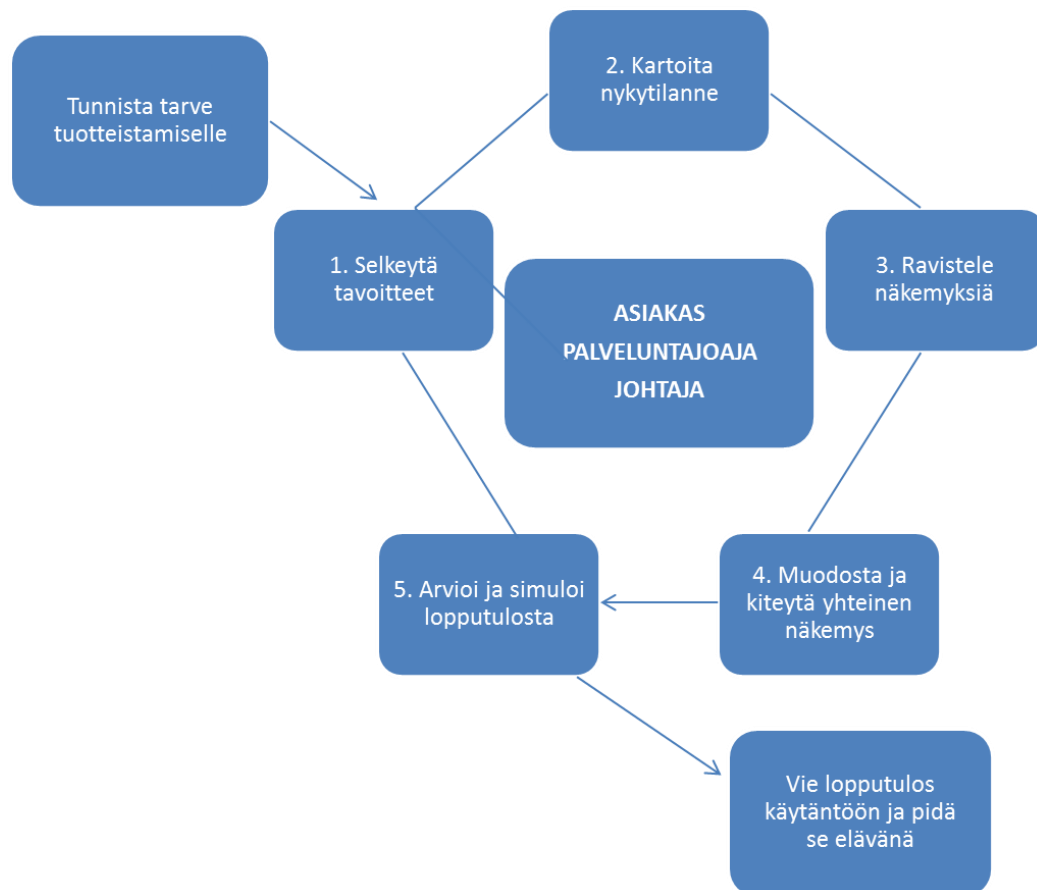 Tunnista tarve
tuotteistamiselle
2. Kartoita
nykytilanne
1. Selkeytä
tavoitteet
3. Ravistele
näkemyksiä
ASIAKAS
PALVELUNTAJOAJA
JOHTAJA
5. Arvioi ja simuloi
lopputulosta
4. Muodosta ja
kiteytä yhteinen
näkemys
Vie lopputulos
käytäntöön ja pidä
se elävänä